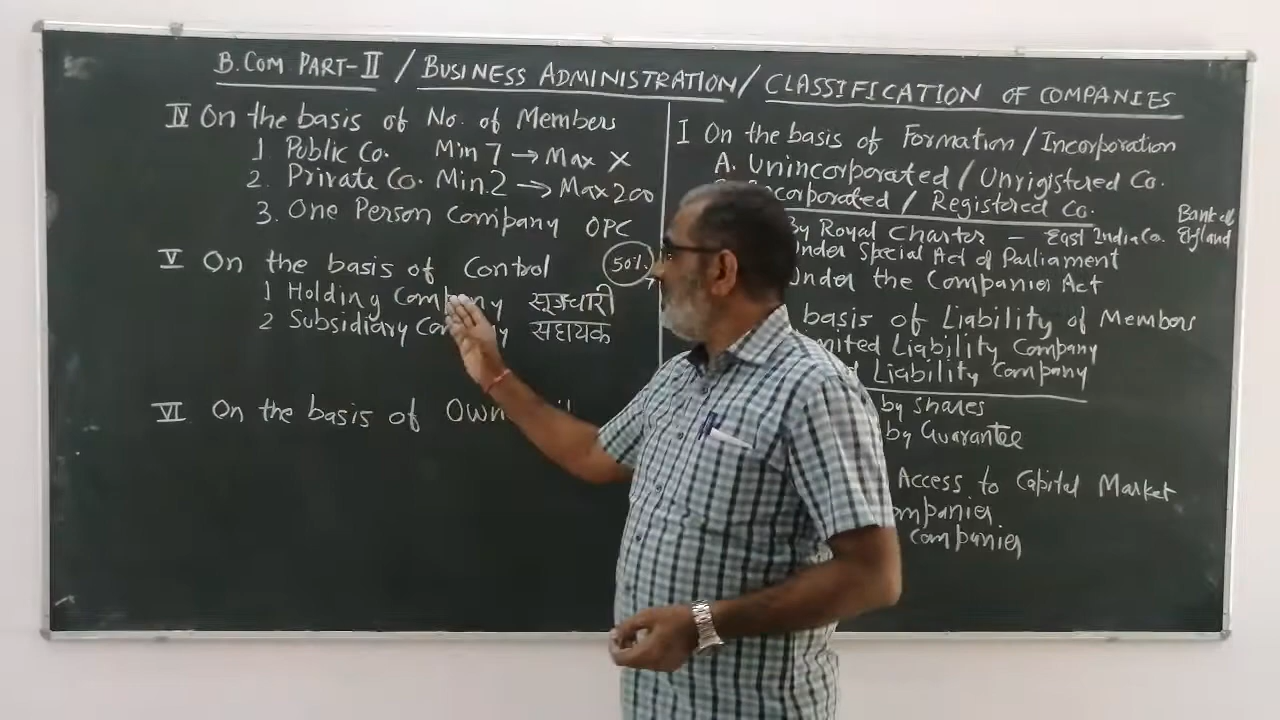 B.COM PART-II / BUSINESS ADMINISTRATION / CLASSIFICATION OF COMPANIES
IV On the basis of No. of Members
1 Public Co. Min 7 → Max X
2. Private Co. Min 2 → Max 200
3. One Person Company OPC
V On the basis of Control 50%
1 Holding Company सूत्रधारी
2 Subsidiary Company सहायक
VI On the basis of
I On the basis of Formation / Incorporation
A. Unincorporated / Unrigistered Co.
corporated / Registered Co.
By Royal Charter – East India Co. Bank of England
Under Special Act of Parliament
Under the Companies Act
basis of Liability of Members
Liability Company
Liability Company
by shares
by Guarantee
Access to Capital Market
ompanies
Companies